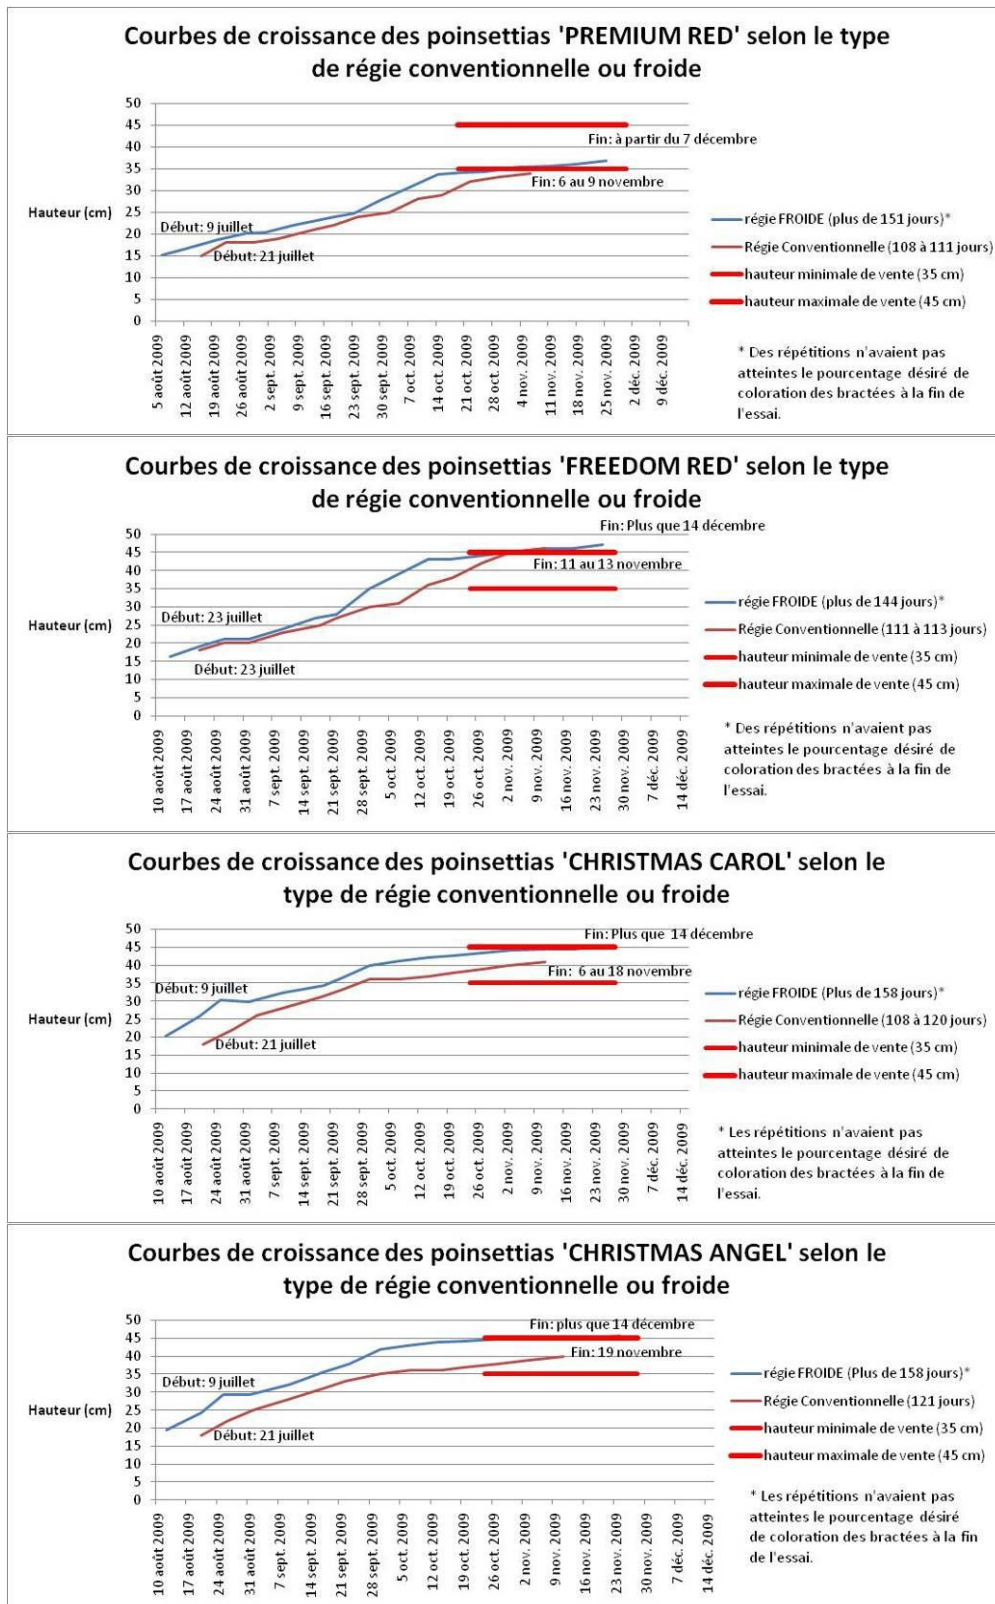 Courbes de croissance des poinsettias 'PREMIUM RED' selon le type
de régie conventionnelle ou froide
Hauteur (cm)
50
45
40
35
30
25
20
15
10
5
0
Fin: à partir du 7 décembre
Fin: 6 au 9 novembre
Début: 9 juillet
Début: 21 juillet
5 août 2009
12 août 2009
19 août 2009
26 août 2009
2 sept. 2009
9 sept. 2009
16 sept. 2009
23 sept. 2009
30 sept. 2009
7 oct. 2009
14 oct. 2009
21 oct. 2009
28 oct. 2009
4 nov. 2009
11 nov. 2009
18 nov. 2009
25 nov. 2009
2 déc. 2009
9 déc. 2009
régie FROIDE (plus de 151 jours)*
Régie Conventionnelle (108 à 111 jours)
hauteur minimale de vente (35 cm)
hauteur maximale de vente (45 cm)
* Des répétitions n'avaient pas
atteintes le pourcentage désiré
de coloration des bractées à la fin de
l'essai.
Courbes de croissance des poinsettias 'FREEDOM RED' selon le type
de régie conventionnelle ou froide
Hauteur (cm)
50
45
40
35
30
25
20
15
10
5
0
Fin: Plus que 14 décembre
Fin: 11 au 13 novembre
Début: 23 juillet
Début: 23 juillet
10 août 2009
17 août 2009
24 août 2009
31 août 2009
7 sept. 2009
14 sept. 2009
21 sept. 2009
28 sept. 2009
5 oct. 2009
12 oct. 2009
19 oct. 2009
26 oct. 2009
2 nov. 2009
9 nov. 2009
16 nov. 2009
23 nov. 2009
30 nov. 2009
7 déc. 2009
14 déc. 2009
régie FROIDE (plus de 144 jours)*
Régie Conventionnelle (111 à 113 jours)
hauteur minimale de vente (35 cm)
hauteur maximale de vente (45 cm)
* Des répétitions n'avaient pas
atteintes le pourcentage désiré de
coloration des bractées à la fin de
l'essai.
Courbes de croissance des poinsettias 'CHRISTMAS CAROL' selon le
type de régie conventionnelle ou froide
Hauteur (cm)
50
45
40
35
30
25
20
15
10
5
0
Fin: Plus que 14 décembre
Fin: 6 au 18 novembre
Début: 9 juillet
Début: 21 juillet
10 août 2009
17 août 2009
24 août 2009
31 août 2009
7 sept. 2009
14 sept. 2009
21 sept. 2009
28 sept. 2009
5 oct. 2009
12 oct. 2009
19 oct. 2009
26 oct. 2009
2 nov. 2009
9 nov. 2009
16 nov. 2009
23 nov. 2009
30 nov. 2009
7 déc. 2009
14 déc. 2009
régie FROIDE (Plus de 158 jours)*
Régie Conventionnelle (108 à 120 jours)
hauteur minimale de vente (35 cm)
hauteur maximale de vente (45 cm)
* Les répétitions n'avaient pas
atteintes le pourcentage désiré de
coloration des bractées à la fin de
l'essai.
Courbes de croissance des poinsettias 'CHRISTMAS ANGEL' selon le
type de régie conventionnelle ou froide
Hauteur (cm)
50
45
40
35
30
25
20
15
10
5
0
Fin: plus que 14 décembre
Fin: 19 novembre
Début: 9 juillet
Début: 21 juillet
10 août 2009
17 août 2009
24 août 2009
31 août 2009
7 sept. 2009
14 sept. 2009
21 sept. 2009
28 sept. 2009
5 oct. 2009
12 oct. 2009
19 oct. 2009
26 oct. 2009
2 nov. 2009
9 nov. 2009
16 nov. 2009
23 nov. 2009
30 nov. 2009
7 déc. 2009
14 déc. 2009
régie FROIDE (Plus de 158 jours)*
Régie Conventionnelle (121 jours)
hauteur minimale de vente (35 cm)
hauteur maximale de vente (45 cm)
* Les répétitions n'avaient pas
atteintes le pourcentage désiré
de coloration des bractées à la fin
de l'essai.